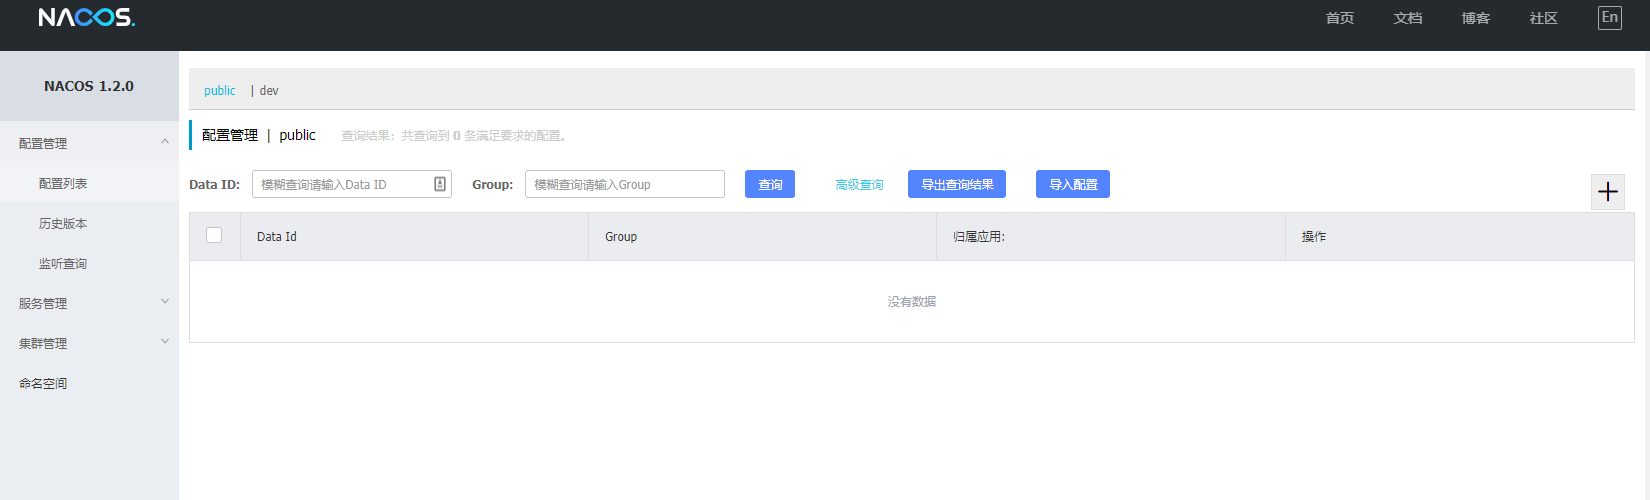 NACOS.
首页 文档 博客 社区 En
NACOS 1.2.0
配置管理
配置列表
历史版本
监听查询
服务管理
集群管理
命名空间
public | dev
配置管理 | public 查询结果：共查询到 0 条满足要求的配置。
Data ID: 模糊查询请输入Data ID Group: 模糊查询请输入Group 查询 高级查询 导出查询结果 导入配置
Data Id Group 归属应用: 操作
没有数据